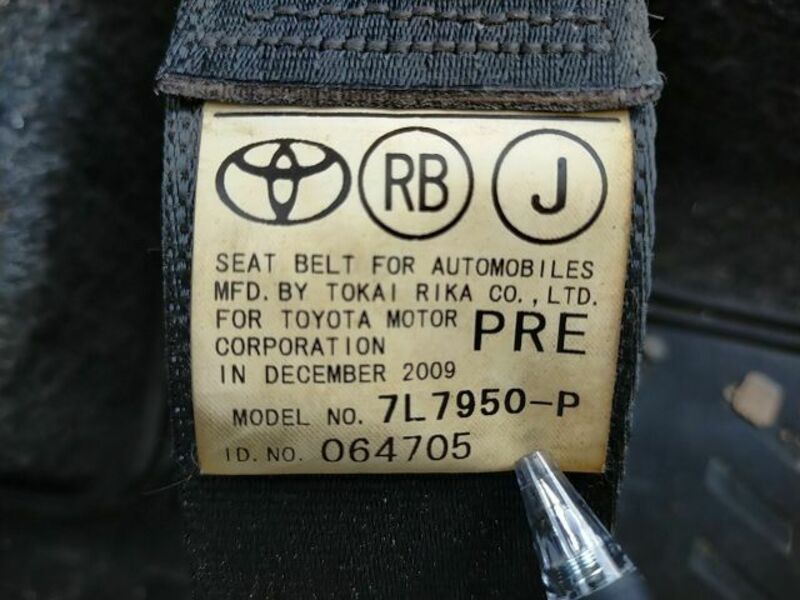 RB J
SEAT BELT FOR AUTOMOBILES
MFD. BY TOKAI RIKA CO., LTD.
FOR TOYOTA MOTOR PRE
CORPORATION
IN DECEMBER 2009
MODEL NO. 7L7950-P
ID. NO. 064705